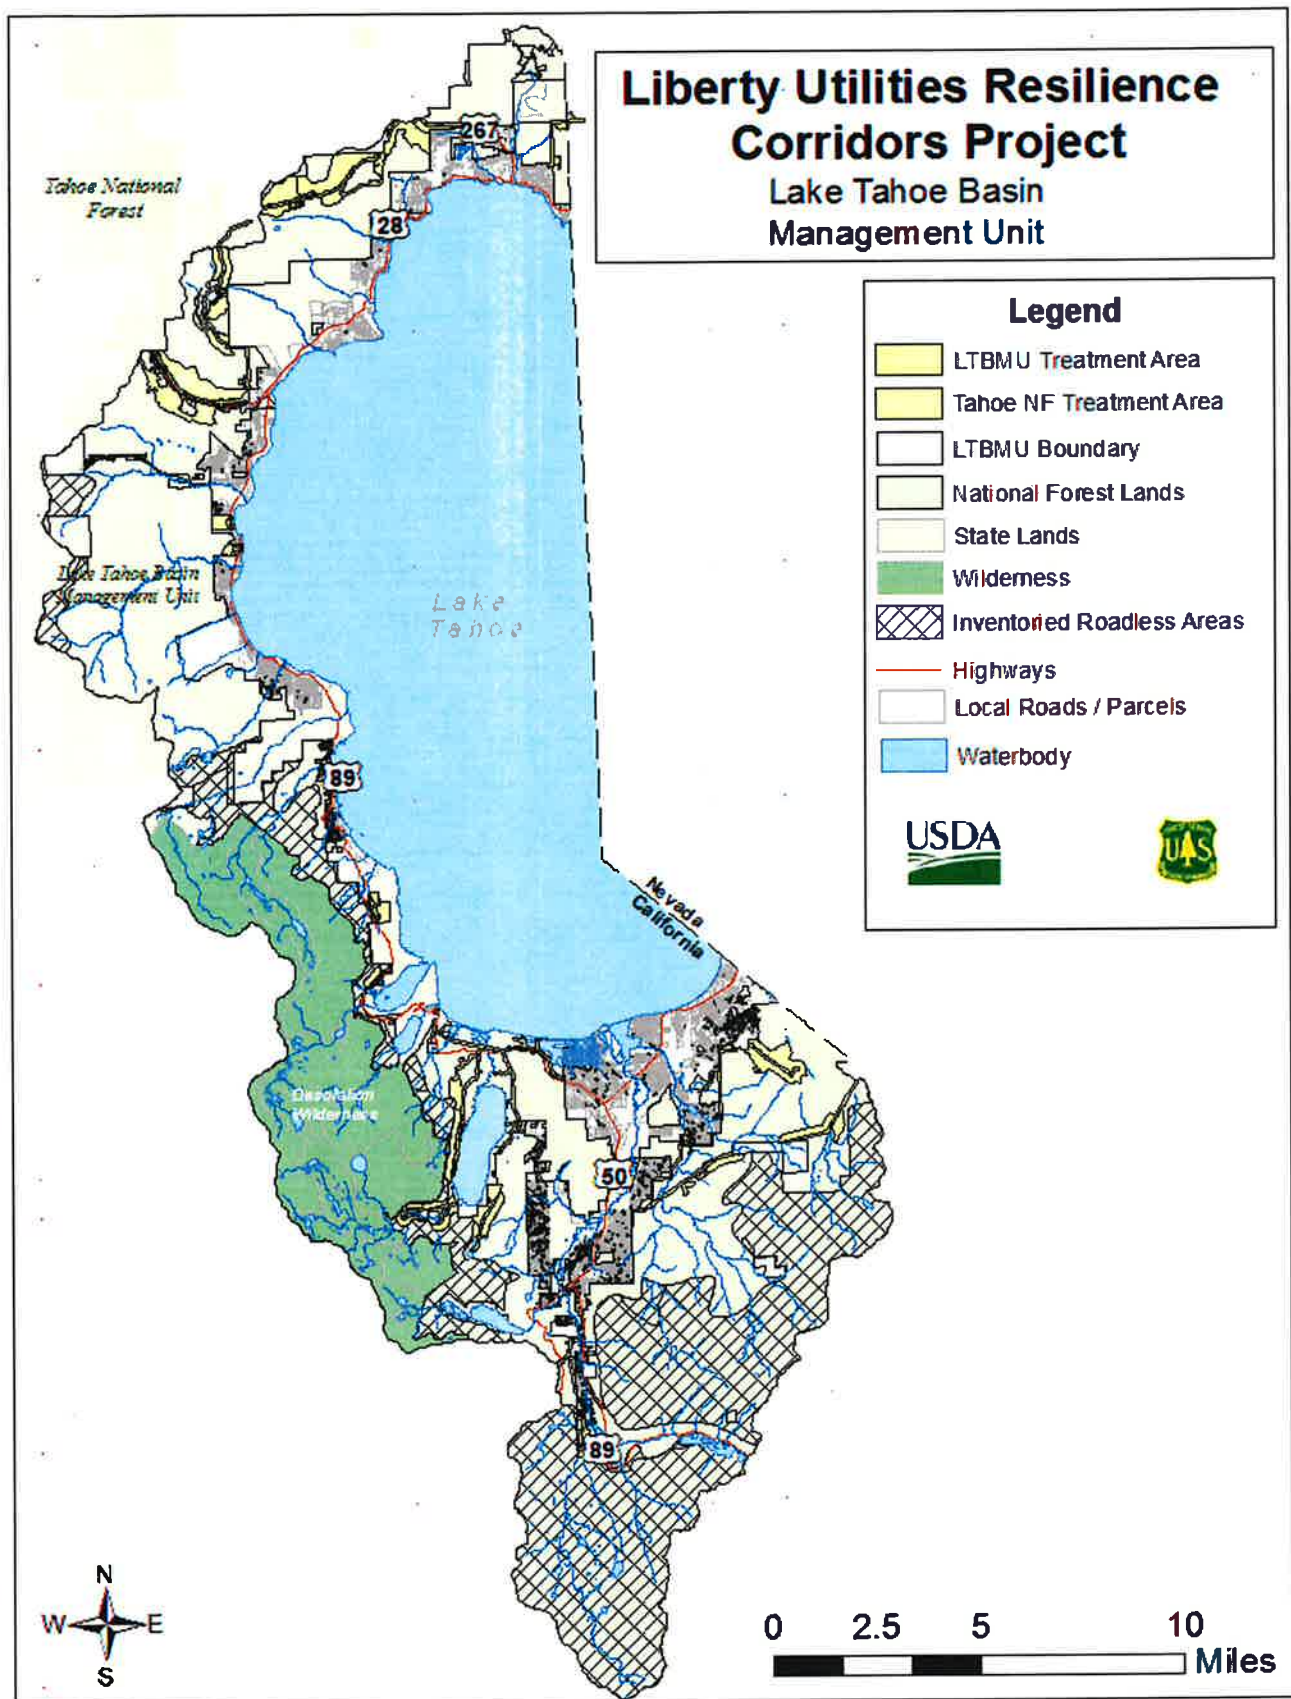 Liberty Utilities Resilience
Corridors Project
Lake Tahoe Basin
Management Unit
Tahoe National
Forest
267
28
Legend
LTBMU Treatment Area
Tahoe NF Treatment Area
LTBMU Boundary
National Forest Lands
State Lands
Wilderness
Inventoried Roadless Areas
Highways
Local Roads / Parcels
Waterbody
USDA
UAS
Lake Tahoe Basin
Management Unit
Lake
Tahoe
89
Nevada
California
Desolation
Wilderness
50
89
N
W
E
S
0
2.5
5
10
Miles